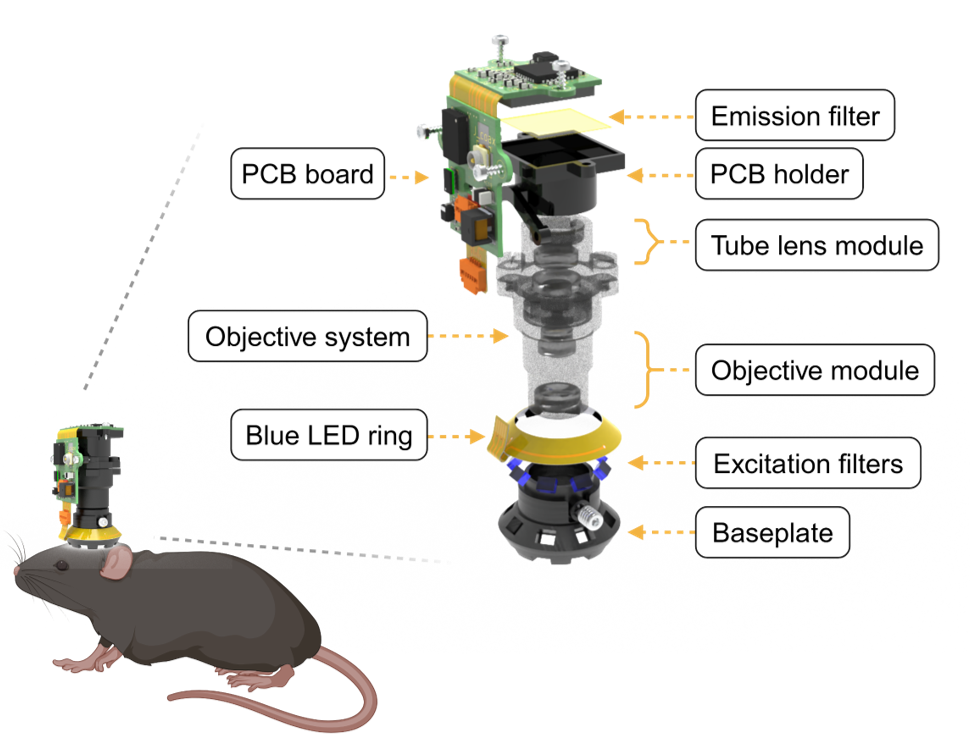 Emission filter
PCB board
PCB holder
Tube lens module
Objective system
Objective module
Blue LED ring
Excitation filters
Baseplate